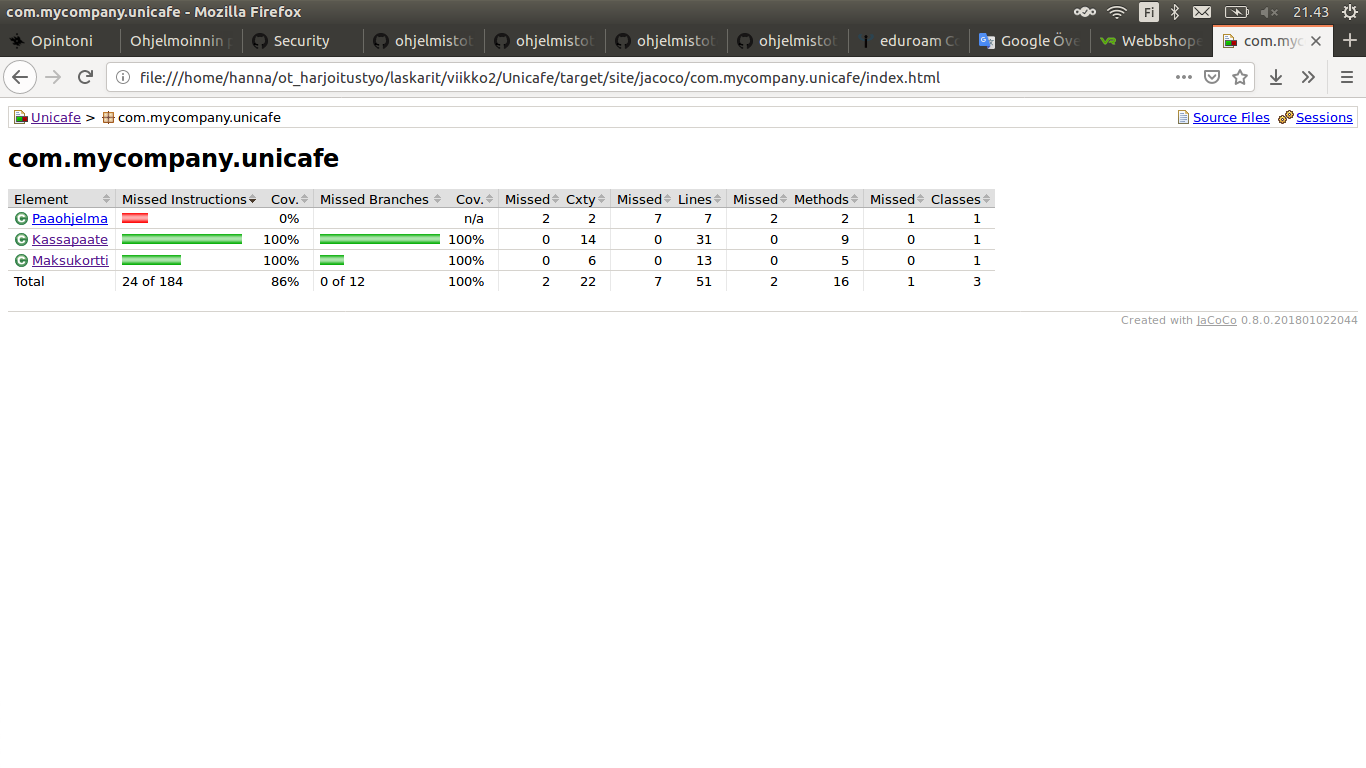 com.mycompany.unicafe - Mozilla Firefox
Fi
21.43
Opintoni
Ohjelmoinnin
Security
ohjelmistot
ohjelmistot
ohjelmistot
ohjelmistot
eduroam
Google Öve
Webbshop
com.myc
file:///home/hanna/ot_harjoitustyo/laskarit/viikko2/Unicafe/target/site/jacoco/com.mycompany.unicafe/index.html
Unicafe > com.mycompany.unicafe Source Files Sessions
com.mycompany.unicafe
Element Missed Instructions Cov. Missed Branches Cov. Missed Cxty Missed Lines Missed Methods Missed Classes
Paaohjelma 0% n/a 2 2 7 7 2 2 1 1
Kassapaate 100% 100% 0 14 0 31 0 9 0 1
Maksukortti 100% 100% 0 6 0 13 0 5 0 1
Total 24 of 184 86% 0 of 12 100% 2 22 7 51 2 16 1 3
Created with JaCoCo 0.8.0.201801022044